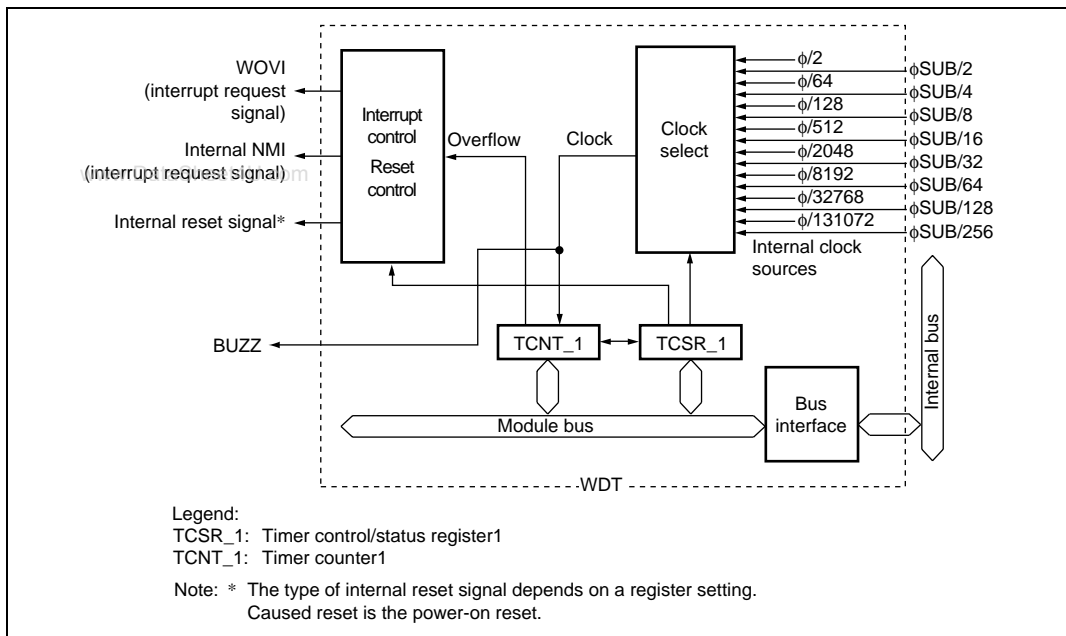 WOVI
(interrupt request
signal)
Internal NMI
(interrupt request signal)
Internal reset signal*
BUZZ
Interrupt
control
Reset
control
Overflow
Clock
Clock
select
ϕ/2
ϕSUB/2
ϕ/64
ϕSUB/4
ϕ/128
ϕSUB/8
ϕ/512
ϕSUB/16
ϕ/2048
ϕSUB/32
ϕ/8192
ϕSUB/64
ϕ/32768
ϕSUB/128
ϕ/131072
ϕSUB/256
Internal clock
sources
TCNT_1
TCSR_1
Module bus
Bus
interface
Internal bus
WDT
Legend:
TCSR_1: Timer control/status register1
TCNT_1: Timer counter1
Note: * The type of internal reset signal depends on a register setting.
Caused reset is the power-on reset.